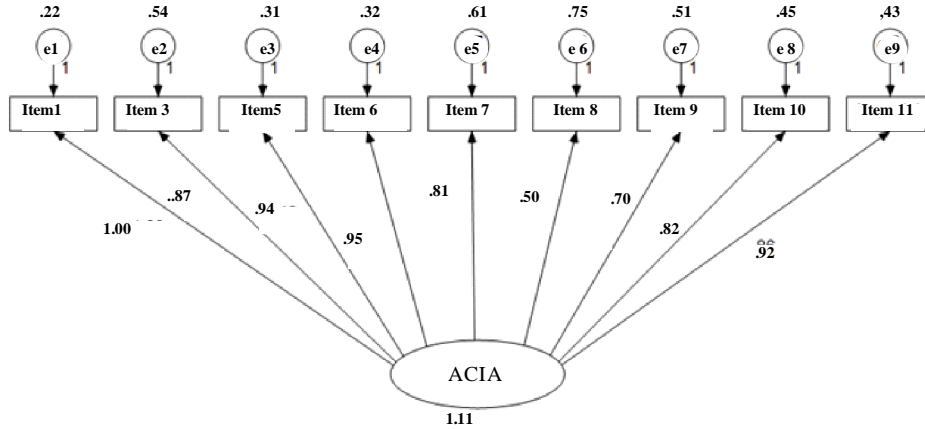 .22 .54 .31 .32 .61 .75 .51 .45 ,43
e1 e2 e3 e4 e5 e 6 e7 e 8 e9
1 1 1 1 1 1 1 1 1
Item1 Item 3 Item5 Item 6 Item 7 Item 8 Item 9 Item 10 Item 11
..87 .81 .50 .70
1.00 .94 .82
.95 .92
ACIA
1.11